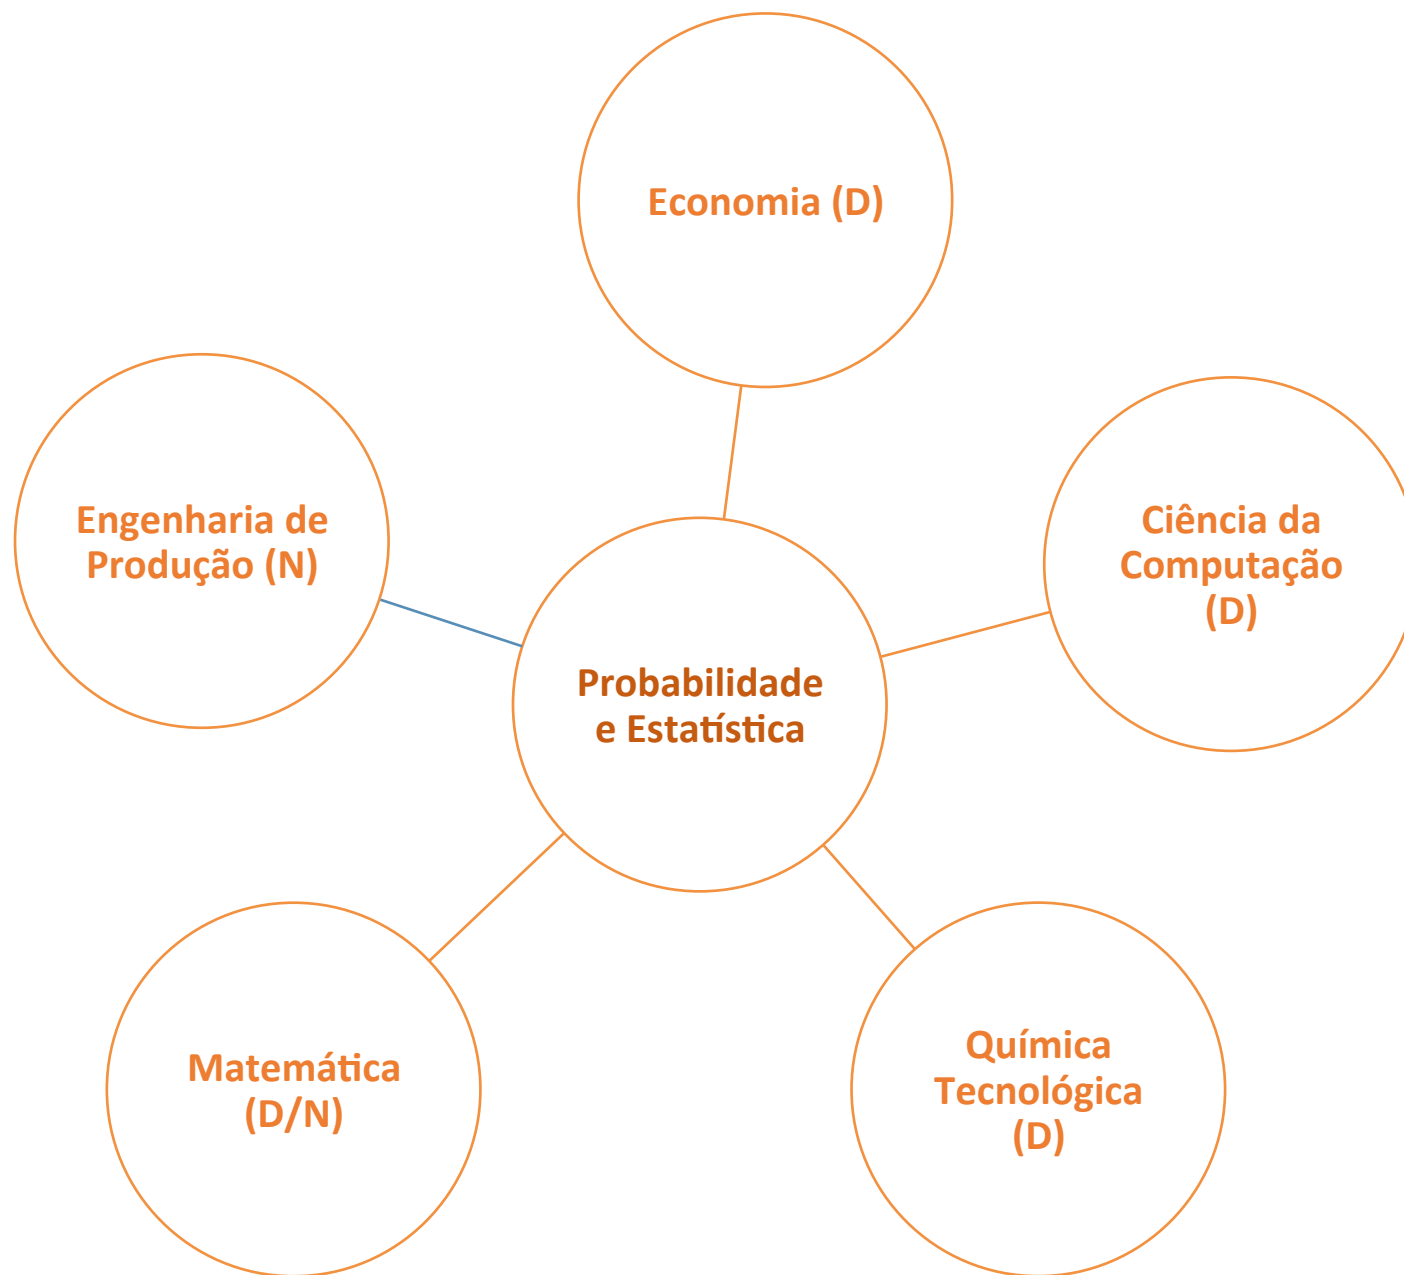 Economia (D)
Engenharia de
Produção (N)
Ciência da
Computação
(D)
Probabilidade
e Estatística
Matemática
(D/N)
Química
Tecnológica
(D)